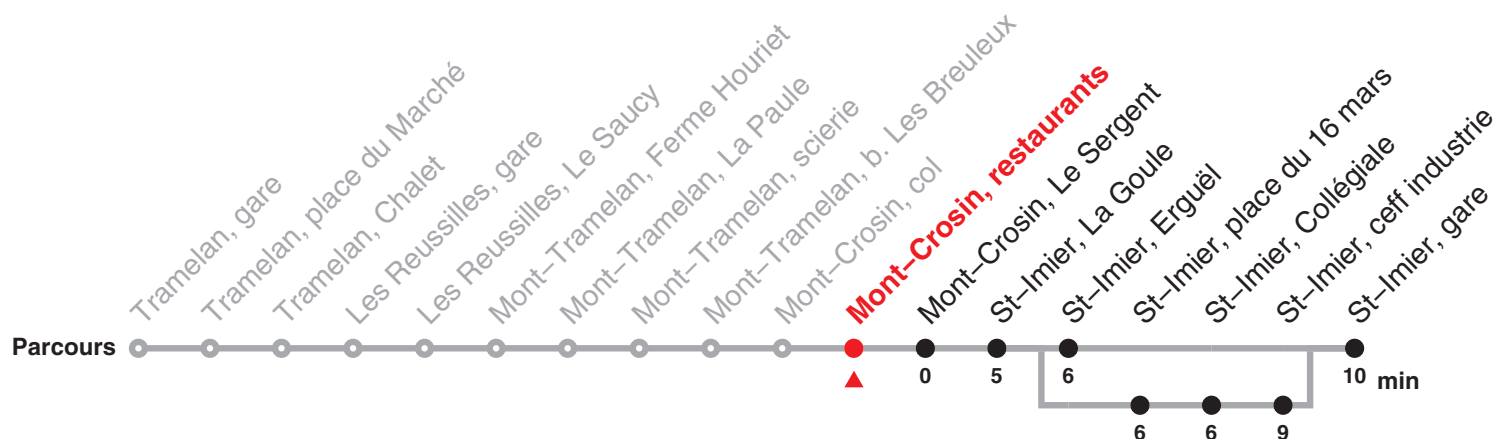 Tramelan, gare
Tramelan, place du Marché
Tramelan, Chalet
Les Reussilles, gare
Les Reussilles, Le Saucy
Mont–Tramelan, Ferme Houriet
Mont–Tramelan, La Paule
Mont–Tramelan, scierie
Mont–Tramelan, b. Les Breuleux
Mont–Crosin, col
Mont–Crosin, restaurants
Mont–Crosin, Le Sergent
St–Imier, La Goule
St–Imier, Erguël
St–Imier, place du 16 mars
St–Imier, Collégiale
St–Imier, ceff industrie
St–Imier, gare
Parcours
0 5 6 10 min
6 6 9